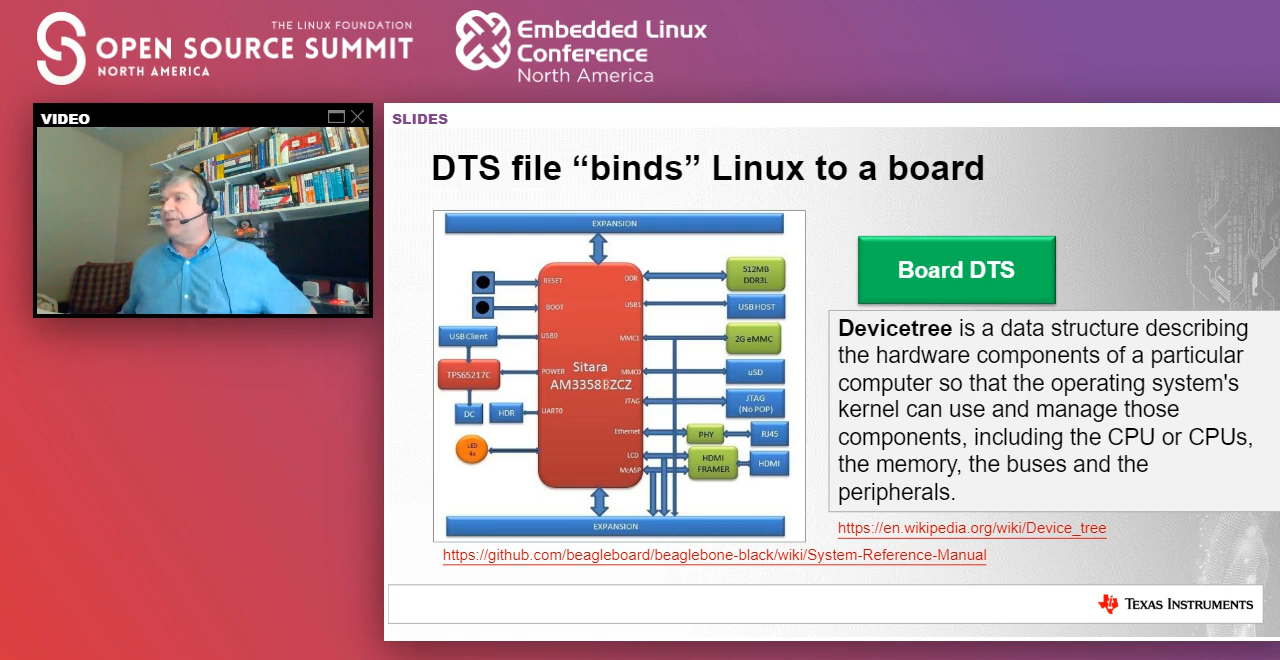 THE LINUX FOUNDATION
OPEN SOURCE SUMMIT
NORTH AMERICA
Embedded Linux
Conference
North America
VIDEO
SLIDES
DTS file “binds” Linux to a board
EXPANSION
RESET
BOOT
USB Client
USB0
TPS65217C
POWER
DC
HDR
UART0
LED
4x
Sitara
AM3358BZCZ
DDR
USB1
MMC1
MMC0
JTAG
Ethernet
LCD
McASP
512MB
DDR3L
USB HOST
2G eMMC
uSD
JTAG
(No POP)
PHY
RJ45
HDMI
FRAMER
HDMI
EXPANSION
https://github.com/beagleboard/beaglebone-black/wiki/System-Reference-Manual
Board DTS
Devicetree is a data structure describing
the hardware components of a particular
computer so that the operating system's
kernel can use and manage those
components, including the CPU or CPUs,
the memory, the buses and the
peripherals.
https://en.wikipedia.org/wiki/Device_tree
TEXAS INSTRUMENTS